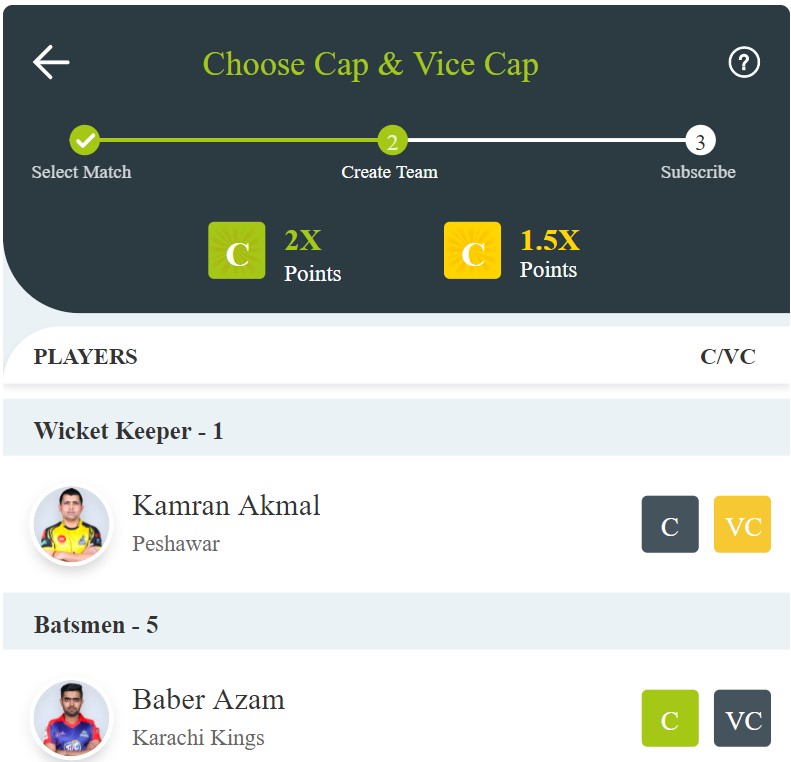 Choose Cap & Vice Cap
?
2
3
Select Match
Create Team
Subscribe
C
2X
Points
C
1.5X
Points
PLAYERS
C/VC
Wicket Keeper - 1
Kamran Akmal
Peshawar
C
VC
Batsmen - 5
Baber Azam
Karachi Kings
C
VC